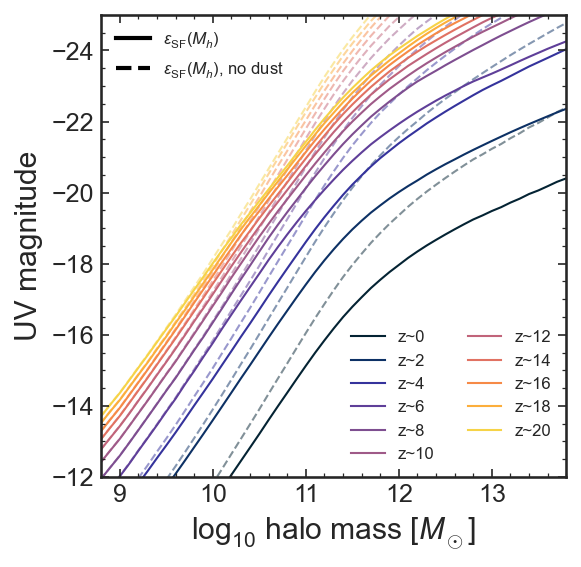 ε_SF(M_h)
ε_SF(M_h), no dust
−24
−22
−20
−18
−16
−14
−12
UV magnitude
z~0
z~2
z~4
z~6
z~8
z~10
z~12
z~14
z~16
z~18
z~20
9 10 11 12 13
log₁₀ halo mass [M_☉]